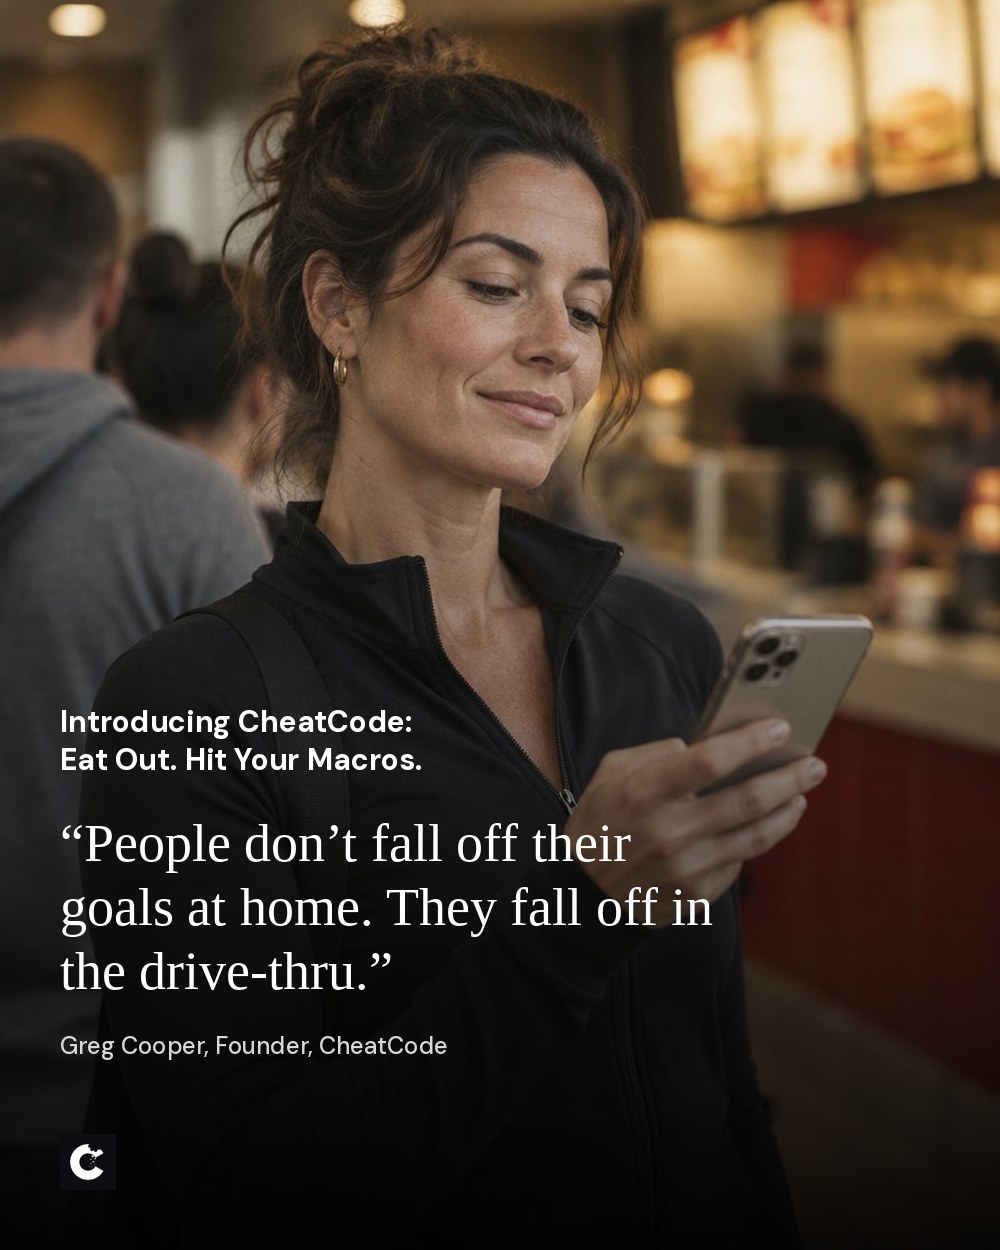 Introducing CheatCode:
Eat Out. Hit Your Macros.
“People don’t fall off their
goals at home. They fall off in
the drive-thru.”
Greg Cooper, Founder, CheatCode